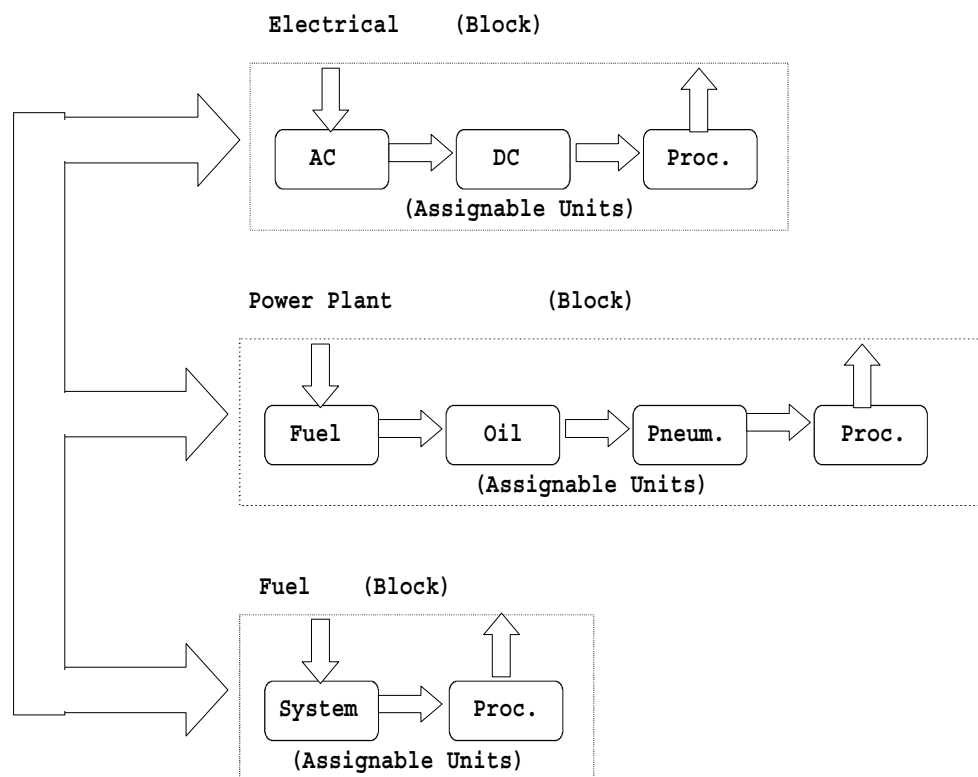 Electrical (Block)
AC DC Proc.
(Assignable Units)
Power Plant (Block)
Fuel Oil Pneum. Proc.
(Assignable Units)
Fuel (Block)
System Proc.
(Assignable Units)